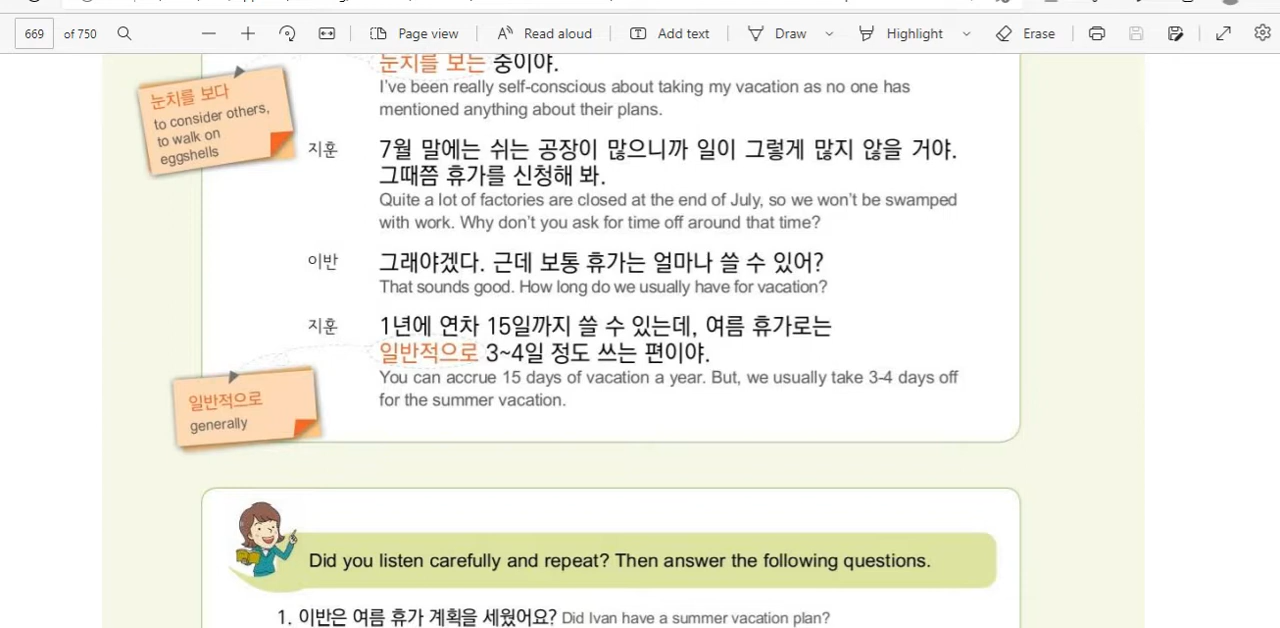 669 of 750
Page view
Read aloud
Add text
Draw
Highlight
Erase
눈치를 보는 중이야.
I've been really self-conscious about taking my vacation as no one has
mentioned anything about their plans.
눈치를 보다
to consider others,
to walk on
eggshells
지훈 7월 말에는 쉬는 공장이 많으니까 일이 그렇게 많지 않을 거야.
그때쯤 휴가를 신청해 봐.
Quite a lot of factories are closed at the end of July, so we won't be swamped
with work. Why don't you ask for time off around that time?
이반 그래야겠다. 근데 보통 휴가는 얼마나 쓸 수 있어?
That sounds good. How long do we usually have for vacation?
지훈 1년에 연차 15일까지 쓸 수 있는데, 여름 휴가로는
일반적으로 3~4일 정도 쓰는 편이야.
You can accrue 15 days of vacation a year. But, we usually take 3-4 days off
for the summer vacation.
일반적으로
generally
Did you listen carefully and repeat? Then answer the following questions.
1. 이반은 여름 휴가 계획을 세웠어요? Did Ivan have a summer vacation plan?